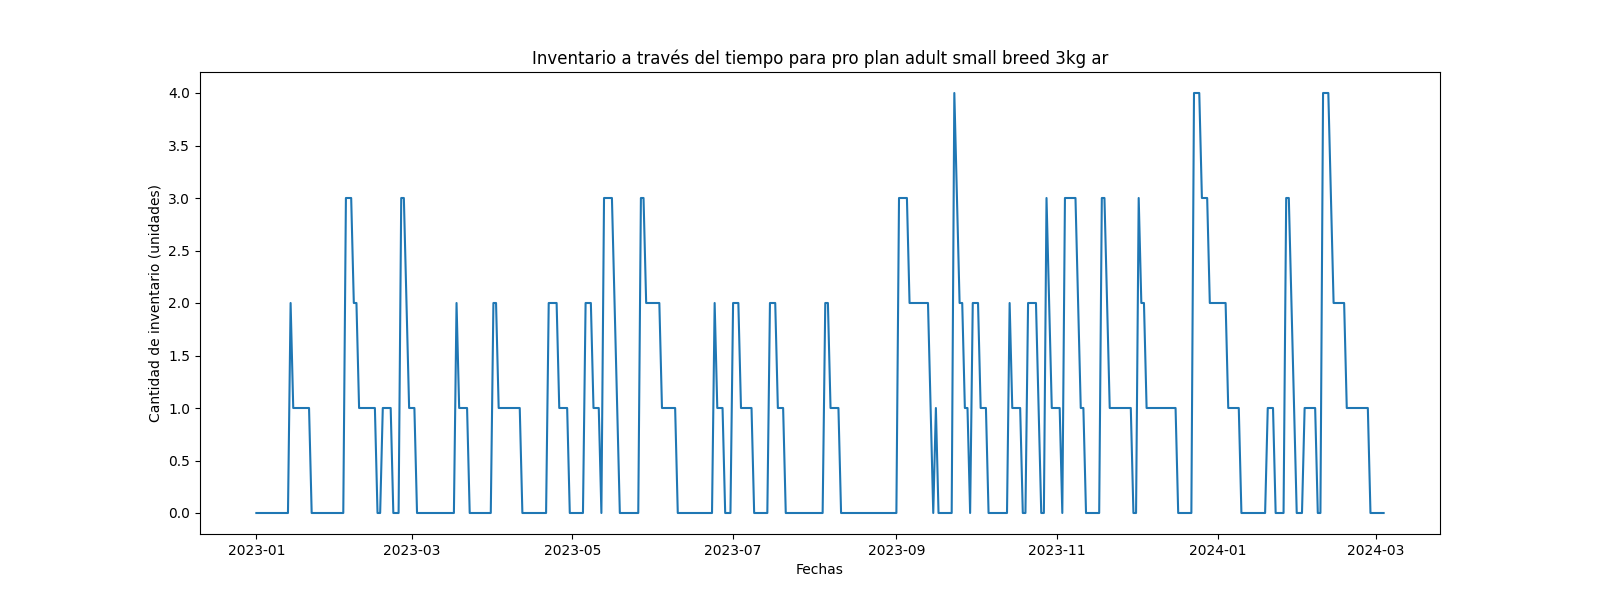 Inventario a través del tiempo para pro plan adult small breed 3kg ar
Cantidad de inventario (unidades)
4.0
3.5
3.0
2.5
2.0
1.5
1.0
0.5
0.0
2023-01 2023-03 2023-05 2023-07 2023-09 2023-11 2024-01 2024-03
Fechas